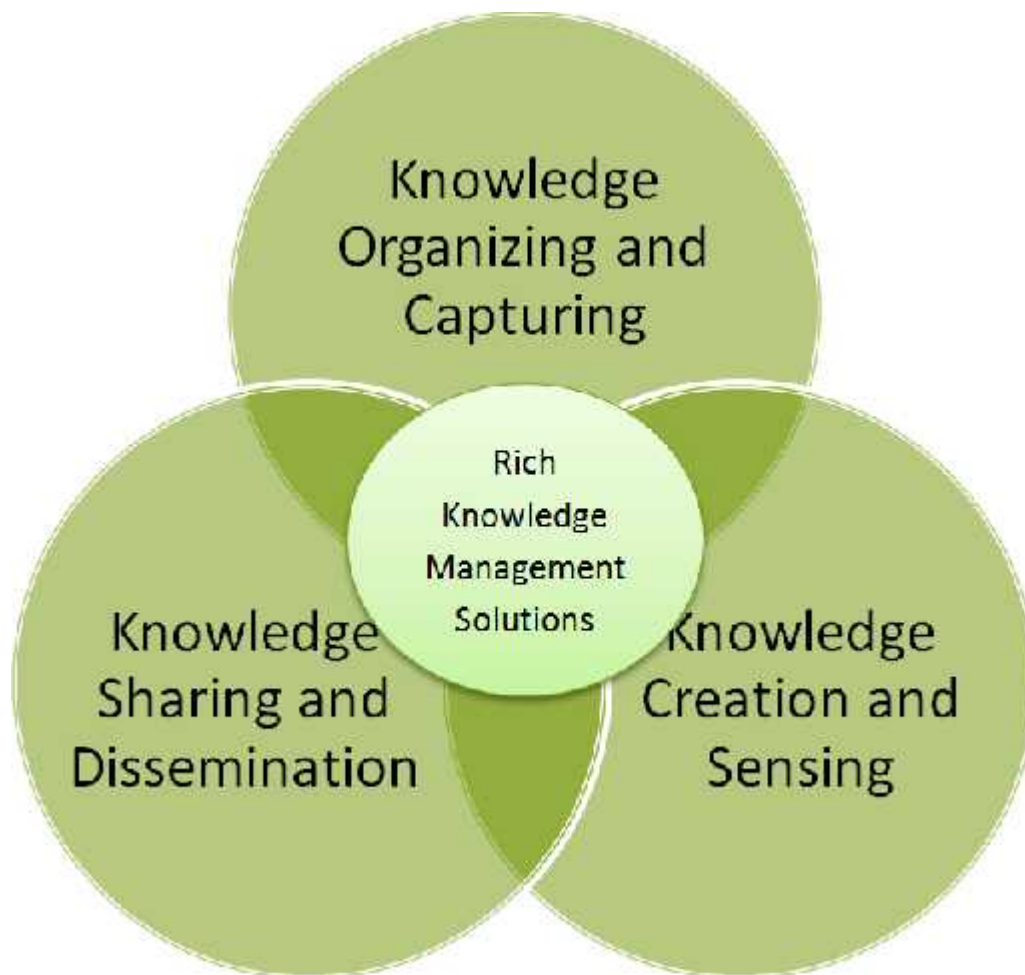 Knowledge
Organizing and
Capturing
Rich
Knowledge
Management
Solutions
Knowledge
Sharing and
Dissemination
Knowledge
Creation and
Sensing